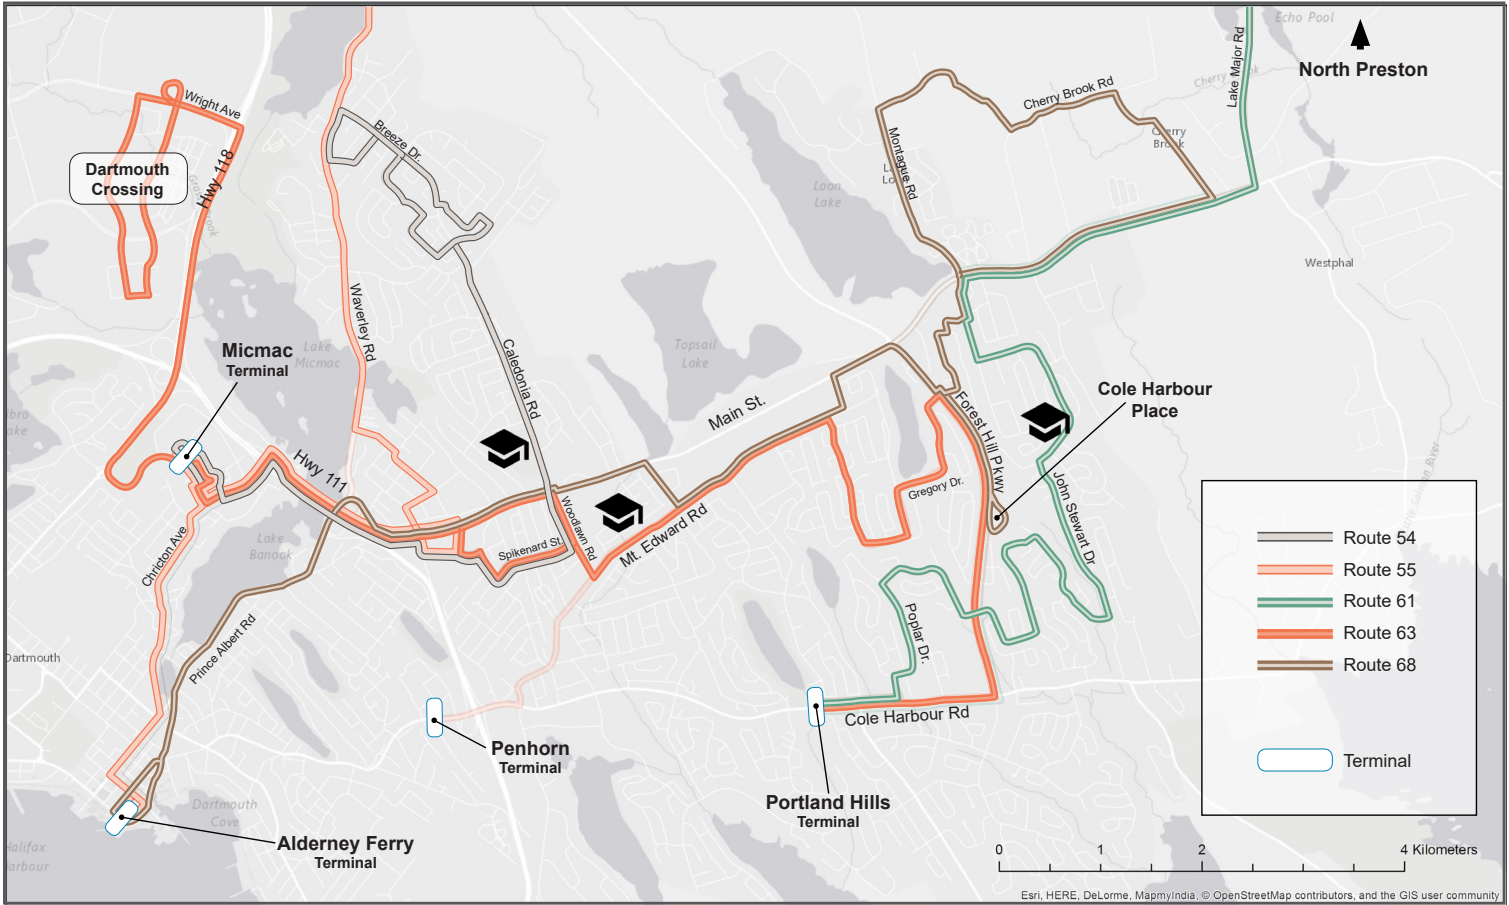 Echo Pool
North Preston
Lake Major Rd
Cherry Brook
Cherry Brook Rd
Cherry
Brook
Wright Ave
Breeze Dr.
Dartmouth
Crossing
Hwy 118
Montague Rd
Loon
Lake
Westphal
Waverley Rd
Lake
Micmac
Micmac
Terminal
Topsail
Lake
Caledonia Rd
Main St.
Forest Hill Pkwy
Cole Harbour
Place
Hwy 111
Woodlawn Rd
Gregory Dr.
John Stewart Dr
Mt. Edward Rd
Spikenard St.
Lake
Banook
Chricton Ave
Prince Albert Rd
Poplar Dr.
Dartmouth
Route 54
Route 55
Route 61
Route 63
Route 68
Terminal
Cole Harbour Rd
Penhorn
Terminal
Portland Hills
Terminal
Dartmouth
Cove
Alderney Ferry
Terminal
Halifax
arbour
0 1 2 4 Kilometers
Esri, HERE, DeLorme, MapmyIndia, © OpenStreetMap contributors, and the GIS user community